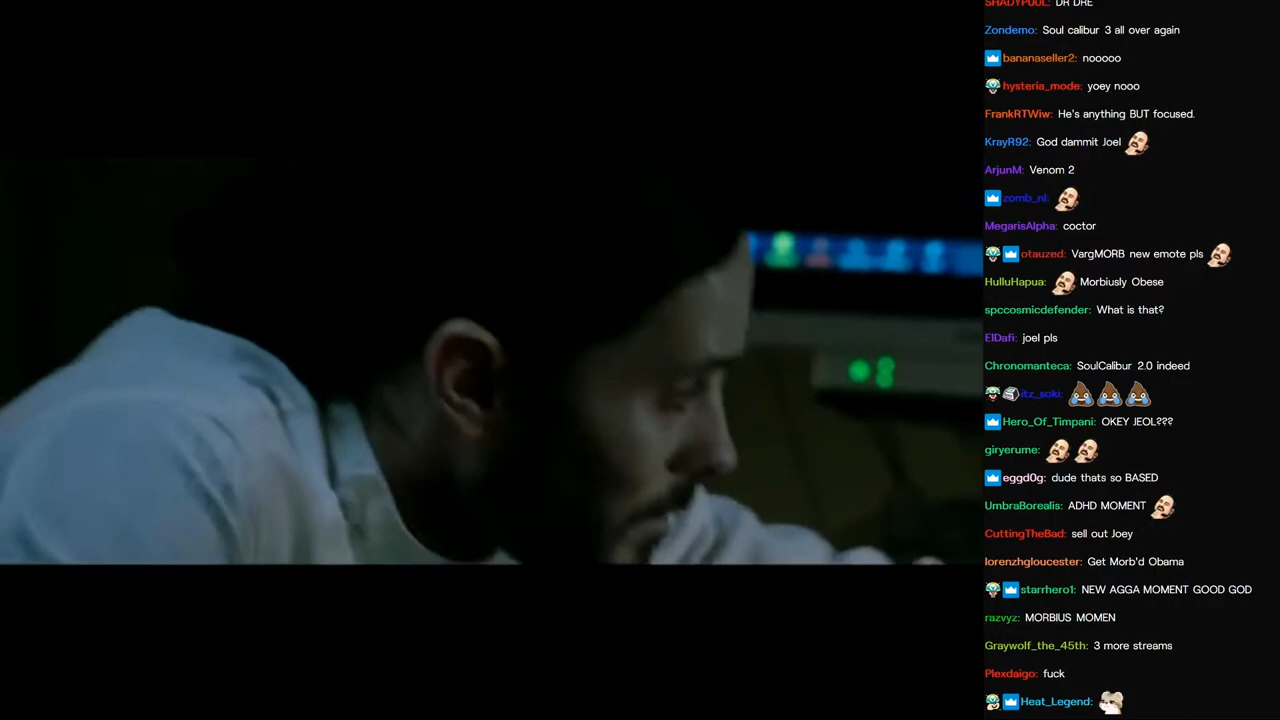 SHADYP0OL: DR DRE
Zondemo: Soul calibur 3 all over again
bananaseller2: nooooo
hysteria_mode: yoey nooo
FrankRTWiw: He's anything BUT focused.
KrayR92: God dammit Joel
ArjunM: Venom 2
zomb_nl:
MegarisAlpha: coctor
otauzed: VargMORB new emote pls
HulluHapua: Morbiusly Obese
spccosmicdefender: What is that?
ElDafi: joel pls
Chronomanteca: SoulCalibur 2.0 indeed
itz_soki:
Hero_Of_Timpani: OKEY JEOL???
giryerume:
eggd0g: dude thats so BASED
UmbraBorealis: ADHD MOMENT
CuttingTheBad: sell out Joey
lorenzhgloucester: Get Morb'd Obama
starrhero1: NEW AGGA MOMENT GOOD GOD
razvyz: MORBIUS MOMEN
Graywolf_the_45th: 3 more streams
Plexdaigo: fuck
Heat_Legend: